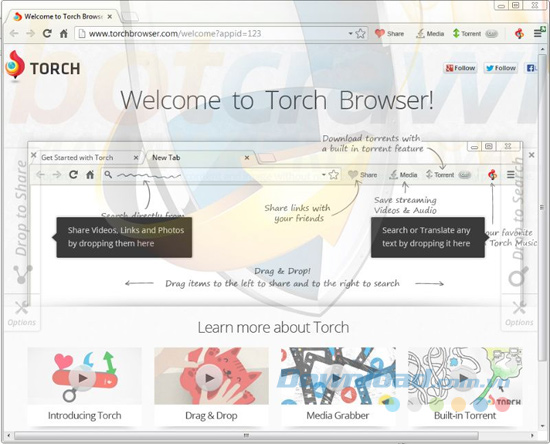 Welcome to Torch Browser!
www.torchbrowser.com/welcome?appid=123
Share
Media
Torrent
TORCH
Follow
Follow
Welcome to Torch Browser!
Download torrents with
a built in torrent feature
Get Started with Torch
New Tab
Share
Media
Torrent
Search directly from
Share links with
your friends
Save streaming
Videos & Audio
our favorite
Torch Music
Drop to Share
Drop to Search
Share Videos, Links and Photos
by dropping them here
Search or Translate any
text by dropping it here
Drag & Drop!
Drag items to the left to share and to the right to search
Options
Options
Learn more about Torch
Introducing Torch
Drag & Drop
Media Grabber
Built-in Torrent
TORCH
Download.com.vn